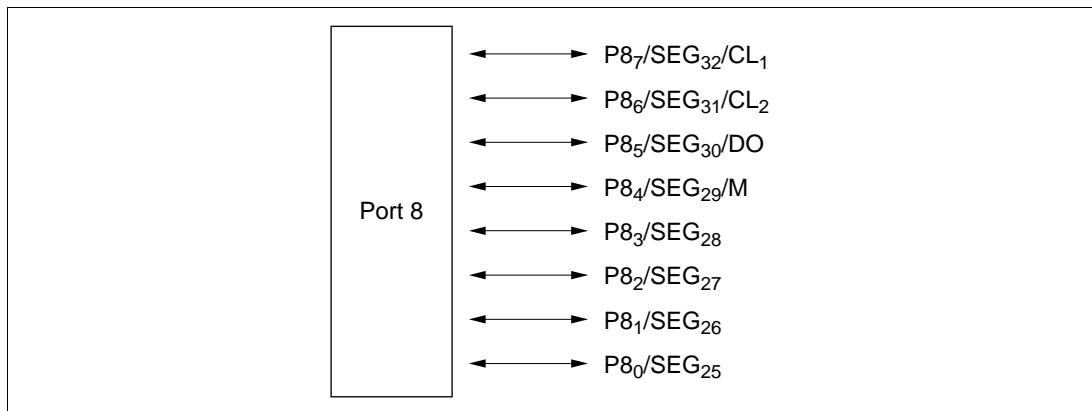 P8₇/SEG₃₂/CL₁
P8₆/SEG₃₁/CL₂
P8₅/SEG₃₀/DO
P8₄/SEG₂₉/M
Port 8
P8₃/SEG₂₈
P8₂/SEG₂₇
P8₁/SEG₂₆
P8₀/SEG₂₅